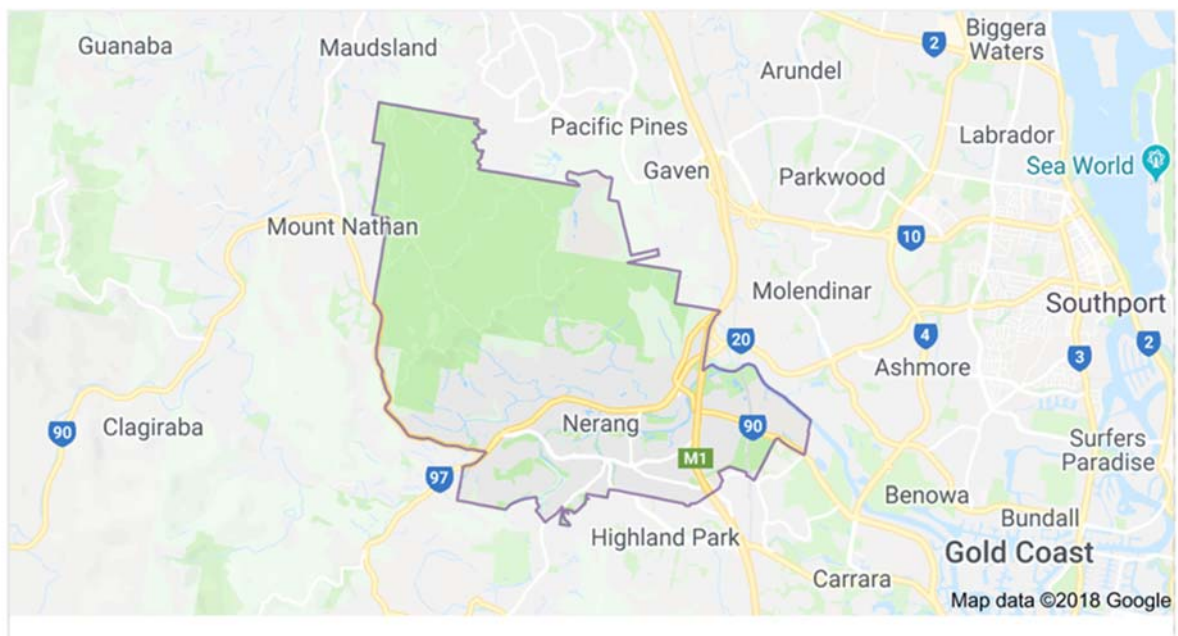 Guanaba
Maudsland
Biggera
Waters
2
Arundel
Pacific Pines
Labrador
Gaven
Parkwood
Sea World
Mount Nathan
10
Molendinar
Southport
20
4
2
3
Ashmore
Nerang
90
Clagiraba
90
Surfers
Paradise
M1
97
Benowa
Bundall
Highland Park
Gold Coast
Carrara
Map data ©2018 Google